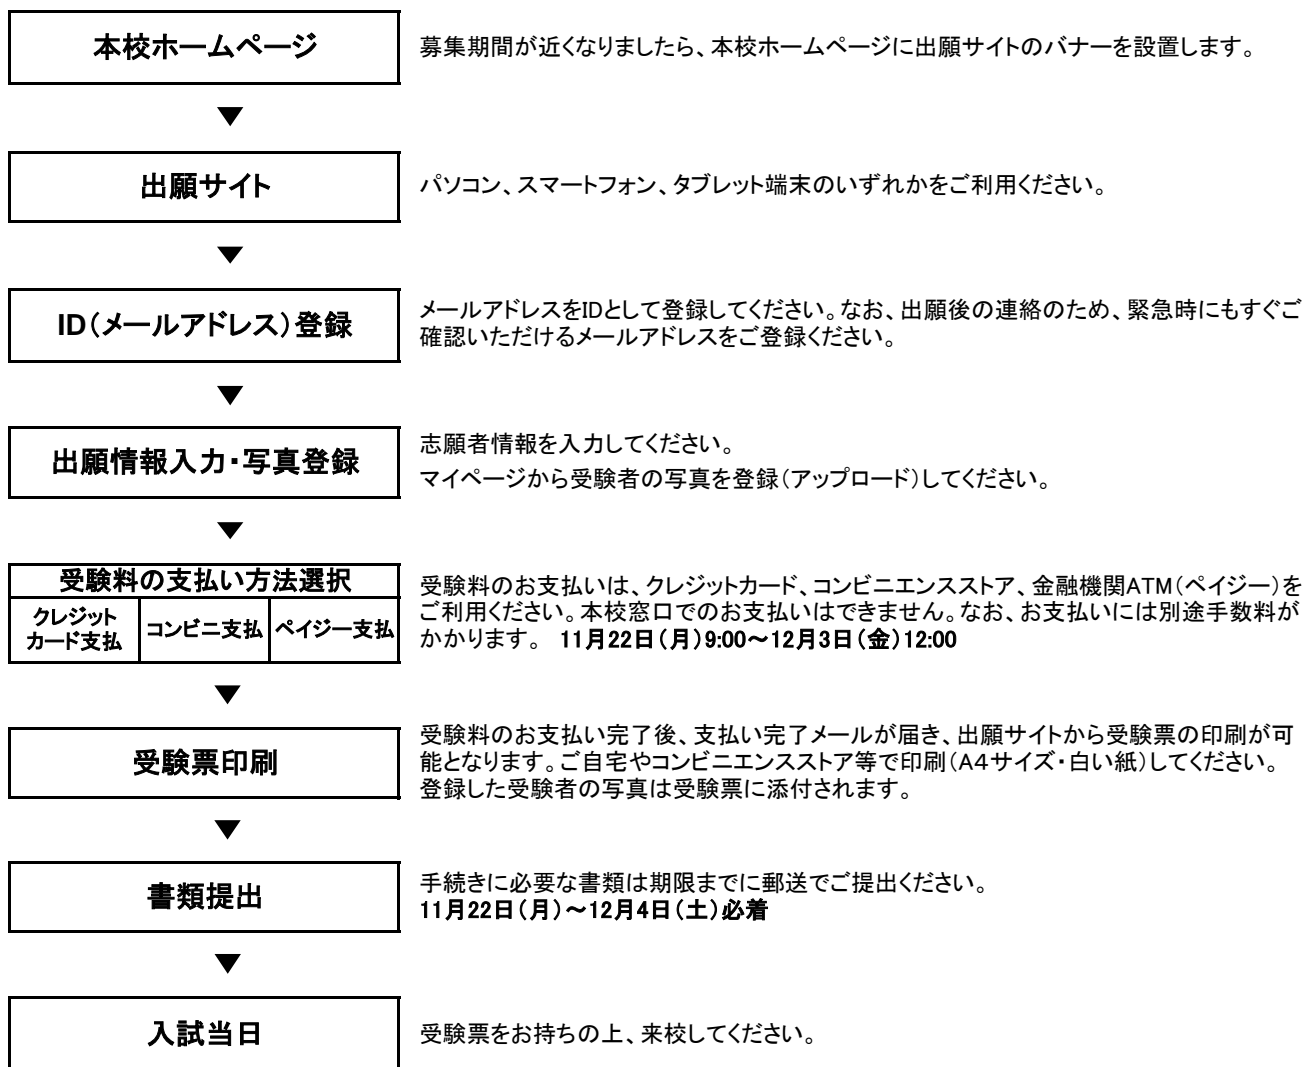 本校ホームページ
募集期間が近くなりましたら、本校ホームページに出願サイトのバナーを設置します。
▼
出願サイト
パソコン、スマートフォン、タブレット端末のいずれかをご利用ください。
▼
ID(メールアドレス)登録
メールアドレスをIDとして登録してください。なお、出願後の連絡のため、緊急時にもすぐご
確認いただけるメールアドレスをご登録ください。
▼
出願情報入力・写真登録
志願者情報を入力してください。
マイページから受験者の写真を登録(アップロード)してください。
▼
受験料の支払い方法選択
クレジット
カード支払
コンビニ支払
ペイジー支払
受験料のお支払いは、クレジットカード、コンビニエンスストア、金融機関ATM(ペイジー)を
ご利用ください。本校窓口でのお支払いはできません。なお、お支払いには別途手数料が
かかります。 11月22日(月)9:00~12月3日(金)12:00
▼
受験票印刷
受験料のお支払い完了後、支払い完了メールが届き、出願サイトから受験票の印刷が可
能となります。ご自宅やコンビニエンスストア等で印刷(A4サイズ・白い紙)してください。
登録した受験者の写真は受験票に添付されます。
▼
書類提出
手続きに必要な書類は期限までに郵送でご提出ください。
11月22日(月)~12月4日(土)必着
▼
入試当日
受験票をお持ちの上、来校してください。